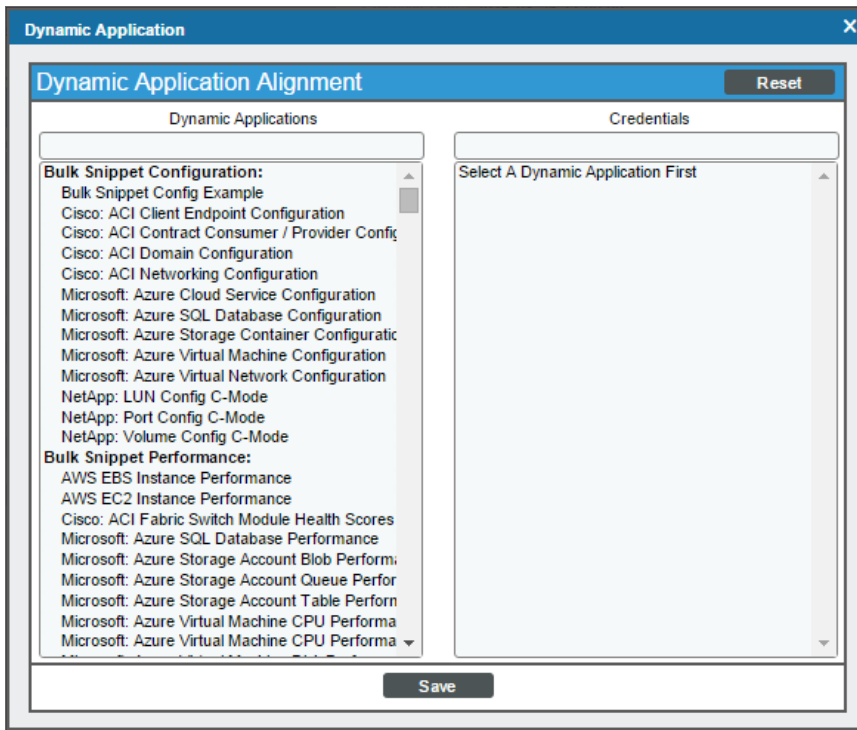 Dynamic Application
Dynamic Application Alignment
Reset
Dynamic Applications
Credentials
Bulk Snippet Configuration:
Bulk Snippet Config Example
Cisco: ACI Client Endpoint Configuration
Cisco: ACI Contract Consumer / Provider Config
Cisco: ACI Domain Configuration
Cisco: ACI Networking Configuration
Microsoft: Azure Cloud Service Configuration
Microsoft: Azure SQL Database Configuration
Microsoft: Azure Storage Container Configuratic
Microsoft: Azure Virtual Machine Configuration
Microsoft: Azure Virtual Network Configuration
NetApp: LUN Config C-Mode
NetApp: Port Config C-Mode
NetApp: Volume Config C-Mode
Bulk Snippet Performance:
AWS EBS Instance Performance
AWS EC2 Instance Performance
Cisco: ACI Fabric Switch Module Health Scores
Microsoft: Azure SQL Database Performance
Microsoft: Azure Storage Account Blob Performa
Microsoft: Azure Storage Account Queue Perfor
Microsoft: Azure Storage Account Table Perforn
Microsoft: Azure Virtual Machine CPU Performa
Microsoft: Azure Virtual Machine CPU Performa
Select A Dynamic Application First
Save